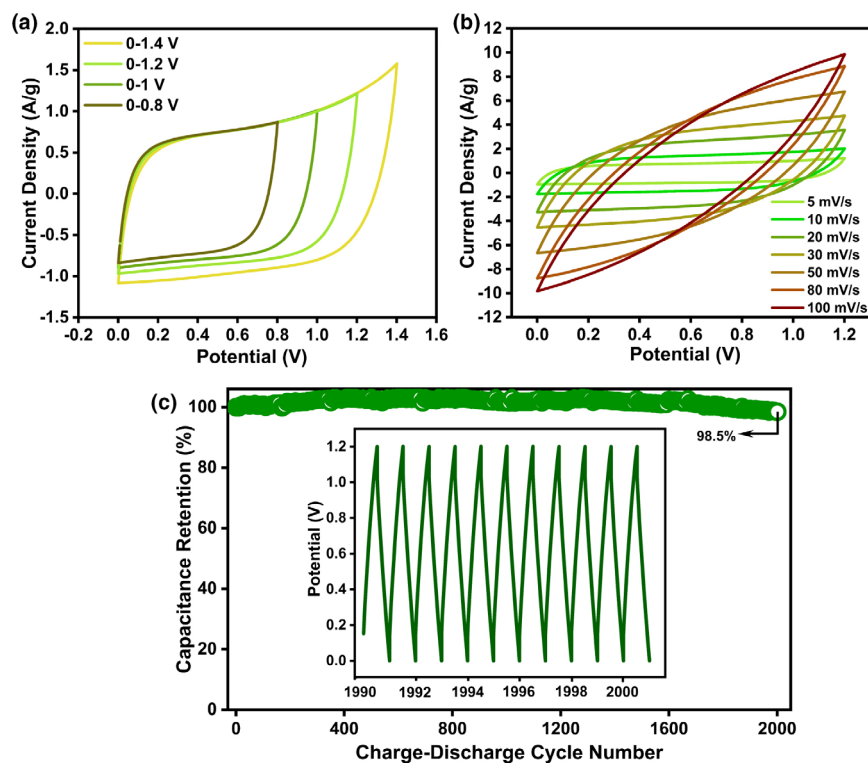 (a)
0-1.4 V
0-1.2 V
0-1 V
0-0.8 V
2.0
1.5
1.0
0.5
0.0
-0.5
-1.0
-1.5
Current Density (A/g)
0.0 0.2 0.4 0.6 0.8 1.0 1.2 1.4 1.6
Potential (V)
(b)
12
10
8
6
4
2
0
-2
-4
-6
-8
-10
-12
Current Density (A/g)
5 mV/s
10 mV/s
20 mV/s
30 mV/s
50 mV/s
80 mV/s
100 mV/s
0.0 0.2 0.4 0.6 0.8 1.0 1.2
Potential (V)
(c)
100
80
60
40
20
0
Capacitance Retention (%)
98.5%
1.2
1.0
0.8
0.6
0.4
0.2
0.0
Potential (V)
1990 1992 1994 1996 1998 2000
0 400 800 1200 1600 2000
Charge-Discharge Cycle Number